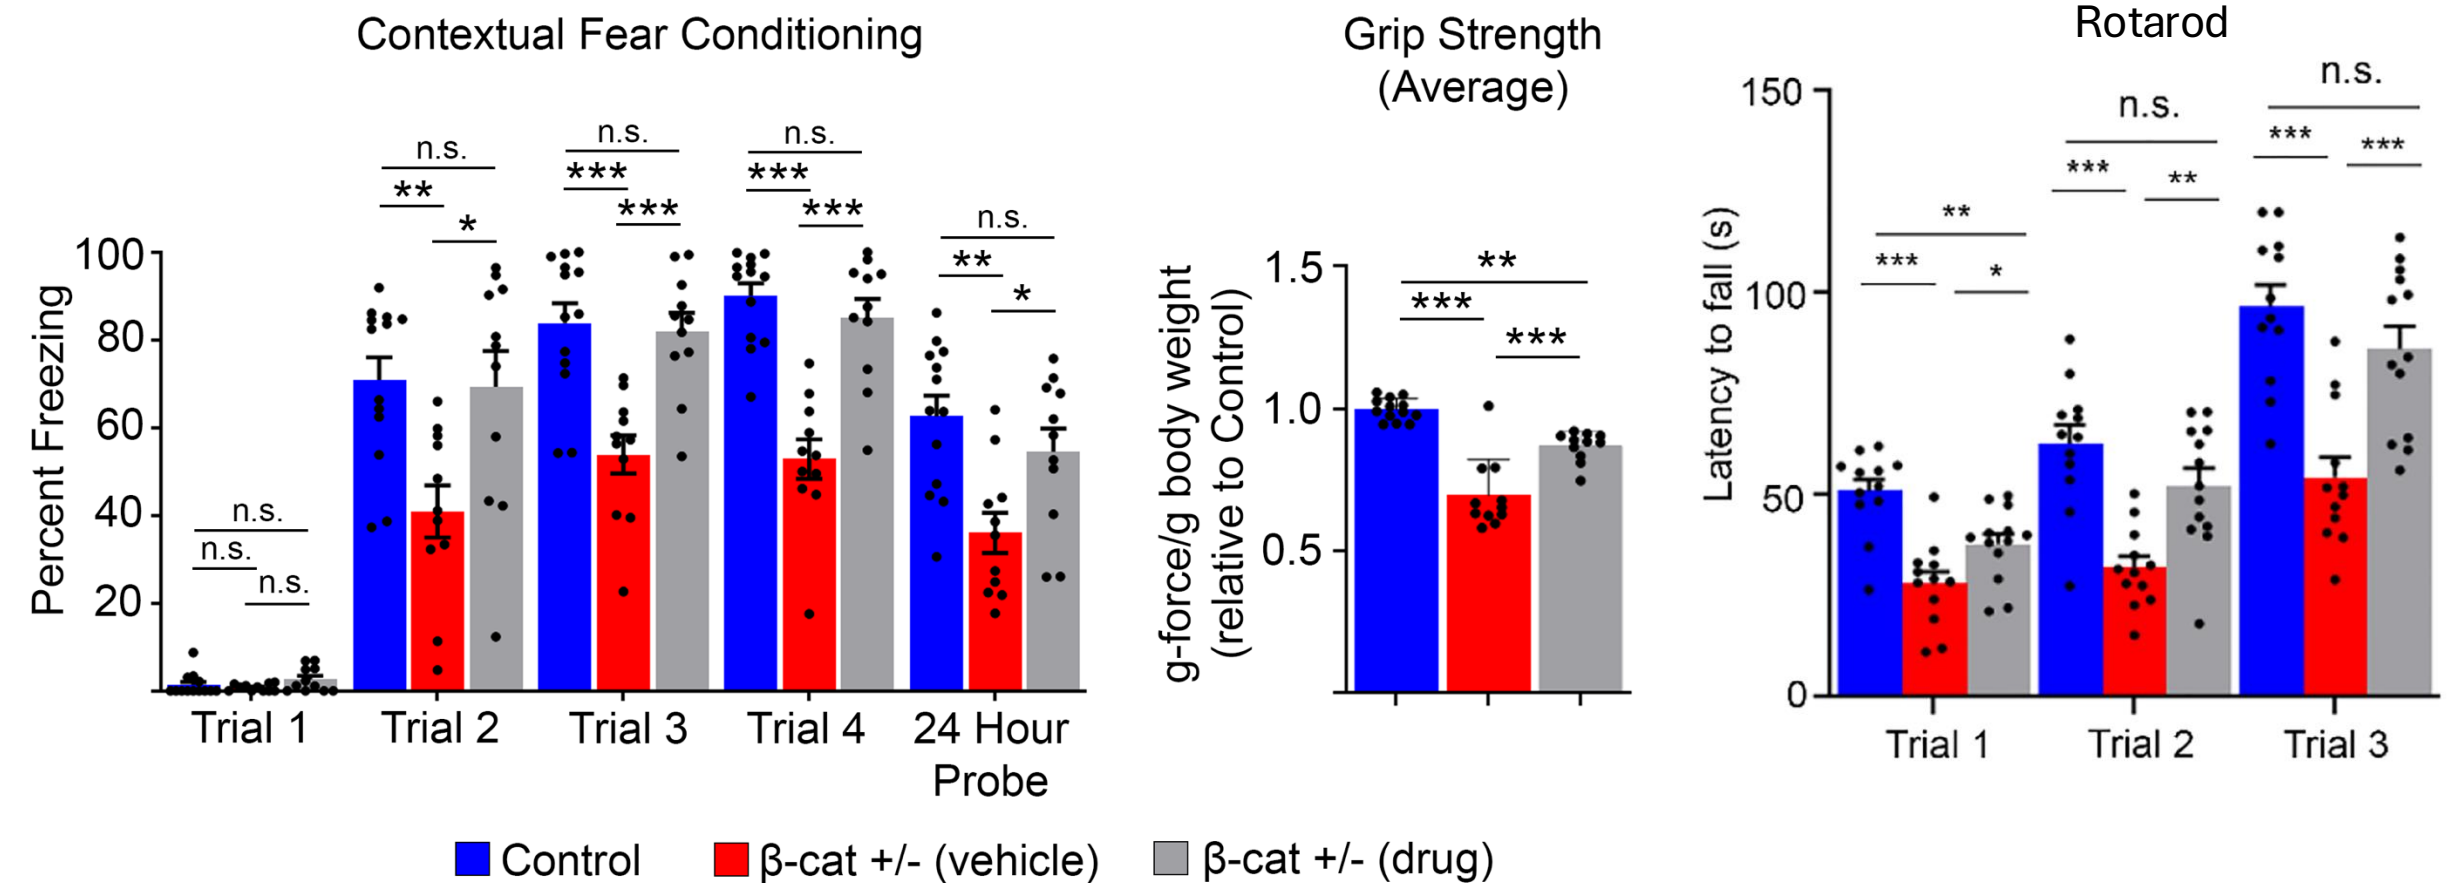 Contextual Fear Conditioning
Percent Freezing
100
80
60
40
20
n.s.
n.s.
n.s.
n.s.
**
*
n.s.
***
***
n.s.
***
***
n.s.
**
*
Trial 1
Trial 2
Trial 3
Trial 4
24 Hour
Probe
Grip Strength
(Average)
g-force/g body weight
(relative to Control)
1.5
1.0
0.5
**
***
***
Rotarod
Latency to fall (s)
150
100
50
0
**
***
*
n.s.
***
**
n.s.
***
***
Trial 1
Trial 2
Trial 3
Control
β-cat +/- (vehicle)
β-cat +/- (drug)